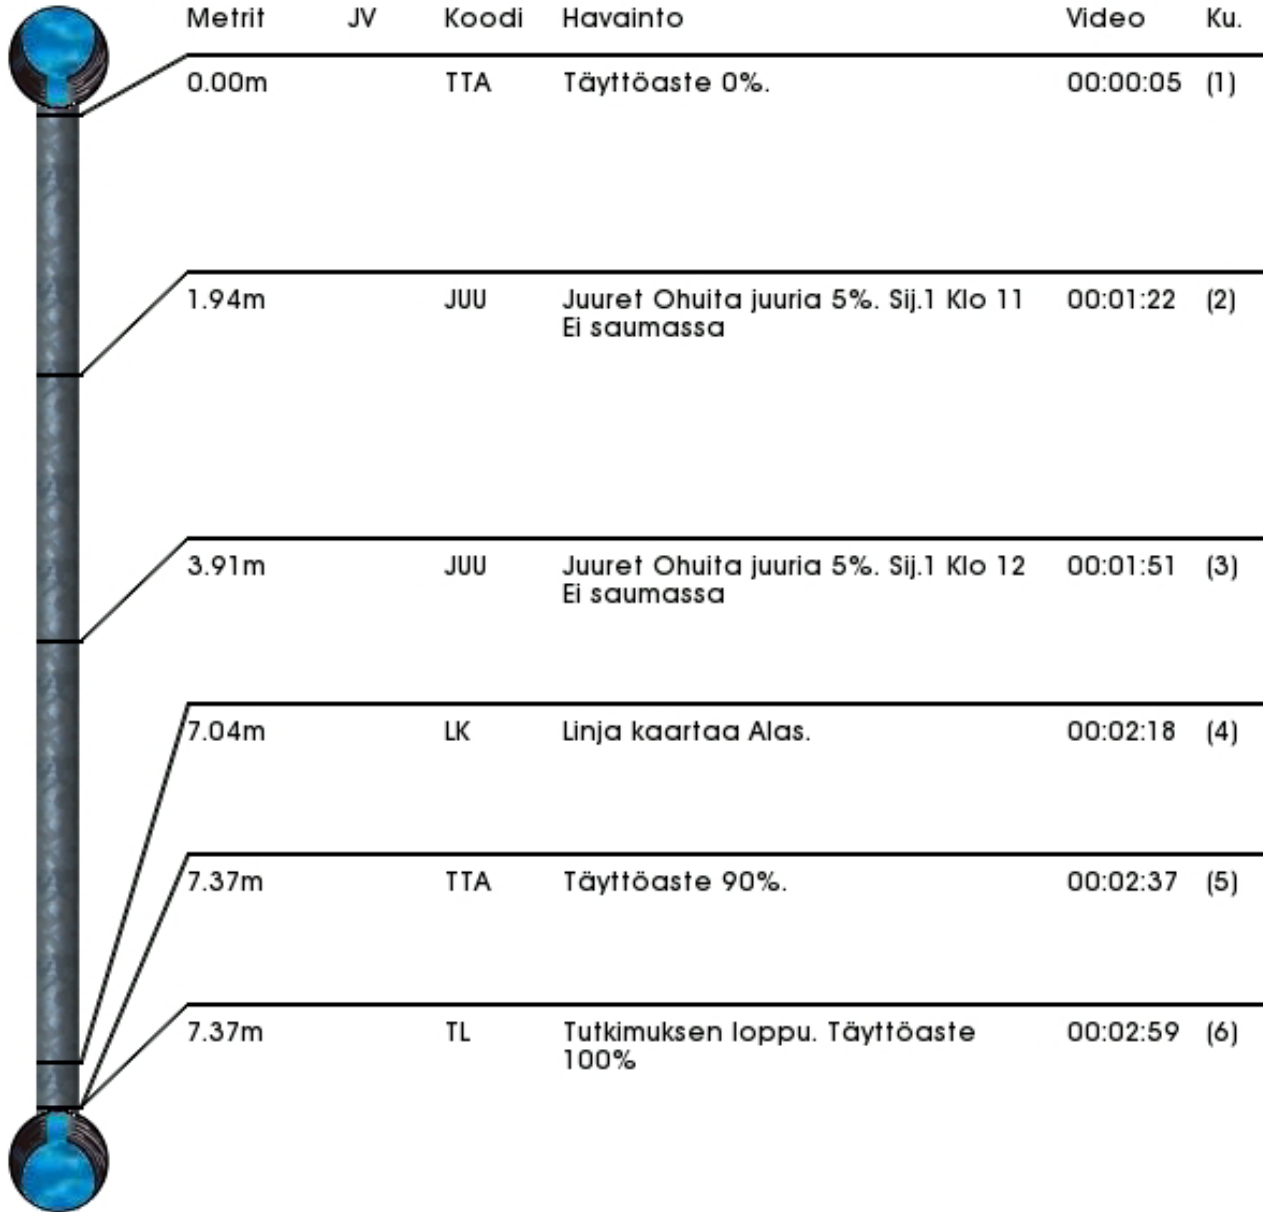 Metrit JV Koodi Havainto Video Ku.
0.00m TTA Täyttöaste 0%. 00:00:05 (1)
1.94m JUU Juuret Ohuita juuria 5%. Sij.1 Klo 11 00:01:22 (2)
Ei saumassa
3.91m JUU Juuret Ohuita juuria 5%. Sij.1 Klo 12 00:01:51 (3)
Ei saumassa
7.04m LK Linja kaartaa Alas. 00:02:18 (4)
7.37m TTA Täyttöaste 90%. 00:02:37 (5)
7.37m TL Tutkimuksen loppu. Täyttöaste 00:02:59 (6)
100%